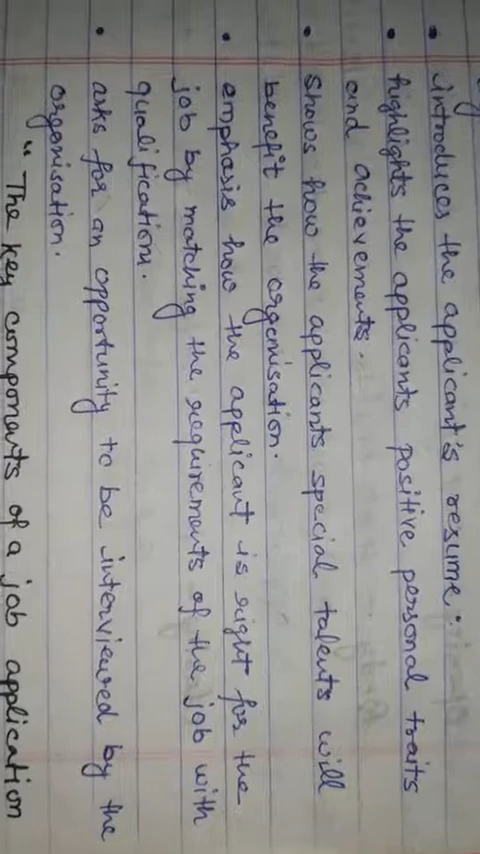 • introduces the applicant's resume.
• highlights the applicants positive personal traits
and achievements.
• shows how the applicants special talents will
benefit the organisation.
• emphasis how the applicant is right for the
job by matching the requirements of the job with
qualification.
• asks for an opportunity to be interviewed by the
organisation.
" The key components of a job application